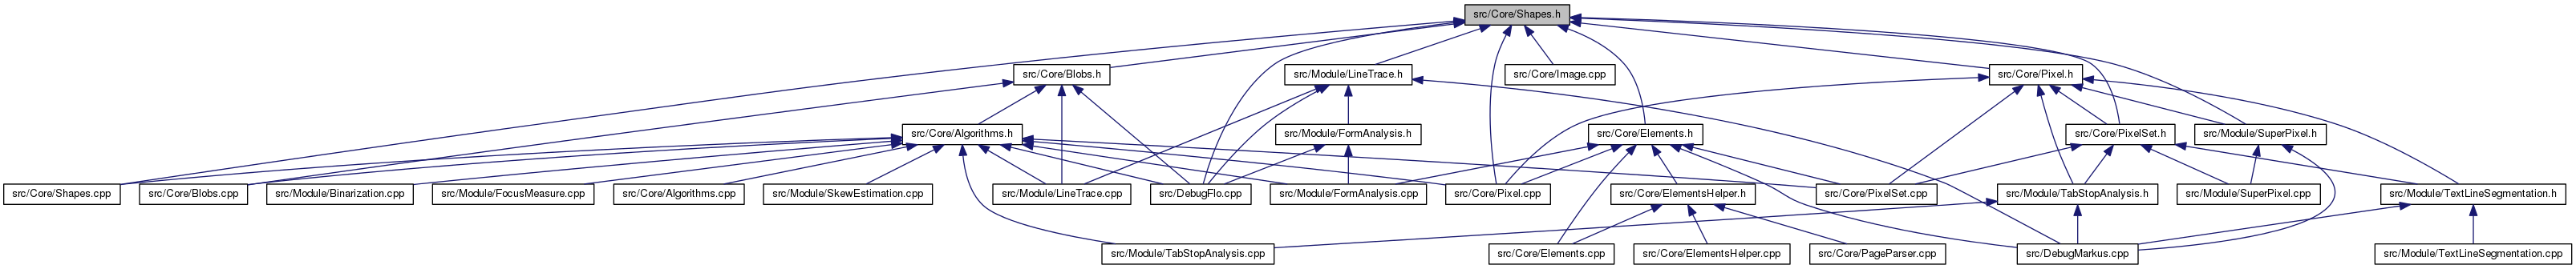 src/Core/Shapes.h
src/Core/Blobs.h
src/Module/LineTrace.h
src/Core/Image.cpp
src/Core/Pixel.h
src/Core/Algorithms.h
src/Module/FormAnalysis.h
src/Core/Elements.h
src/Core/PixelSet.h
src/Module/SuperPixel.h
src/Core/Shapes.cpp
src/Core/Blobs.cpp
src/Module/Binarization.cpp
src/Module/FocusMeasure.cpp
src/Core/Algorithms.cpp
src/Module/SkewEstimation.cpp
src/Module/LineTrace.cpp
src/DebugFlo.cpp
src/Module/FormAnalysis.cpp
src/Core/Pixel.cpp
src/Core/ElementsHelper.h
src/Core/PixelSet.cpp
src/Module/TabStopAnalysis.h
src/Module/SuperPixel.cpp
src/Module/TextLineSegmentation.h
src/Module/TabStopAnalysis.cpp
src/Core/Elements.cpp
src/Core/ElementsHelper.cpp
src/Core/PageParser.cpp
src/DebugMarkus.cpp
src/Module/TextLineSegmentation.cpp